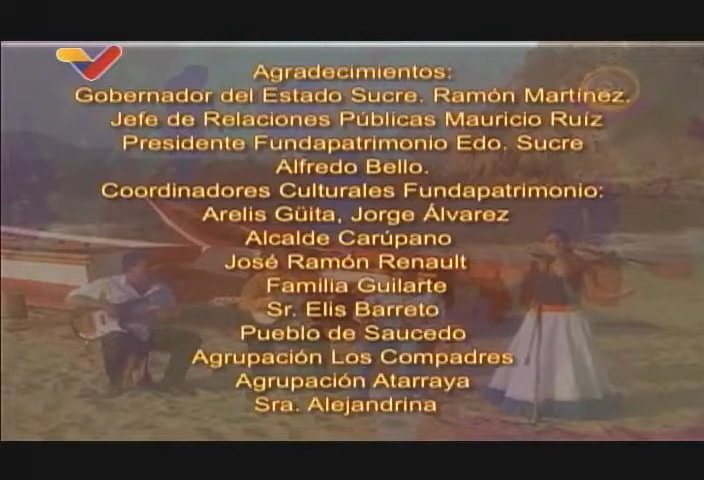 Agradecimientos:
Gobernador del Estado Sucre. Ramón Martínez.
Jefe de Relaciones Públicas Mauricio Ruíz
Presidente Fundapatrimonio Edo. Sucre
Alfredo Bello.
Coordinadores Culturales Fundapatrimonio:
Arelis Güita, Jorge Álvarez
Alcalde Carúpano
José Ramón Renault
Familia Guilarte
Sr. Elis Barreto
Pueblo de Saucedo
Agrupación Los Compadres
Agrupación Atarraya
Sra. Alejandrina